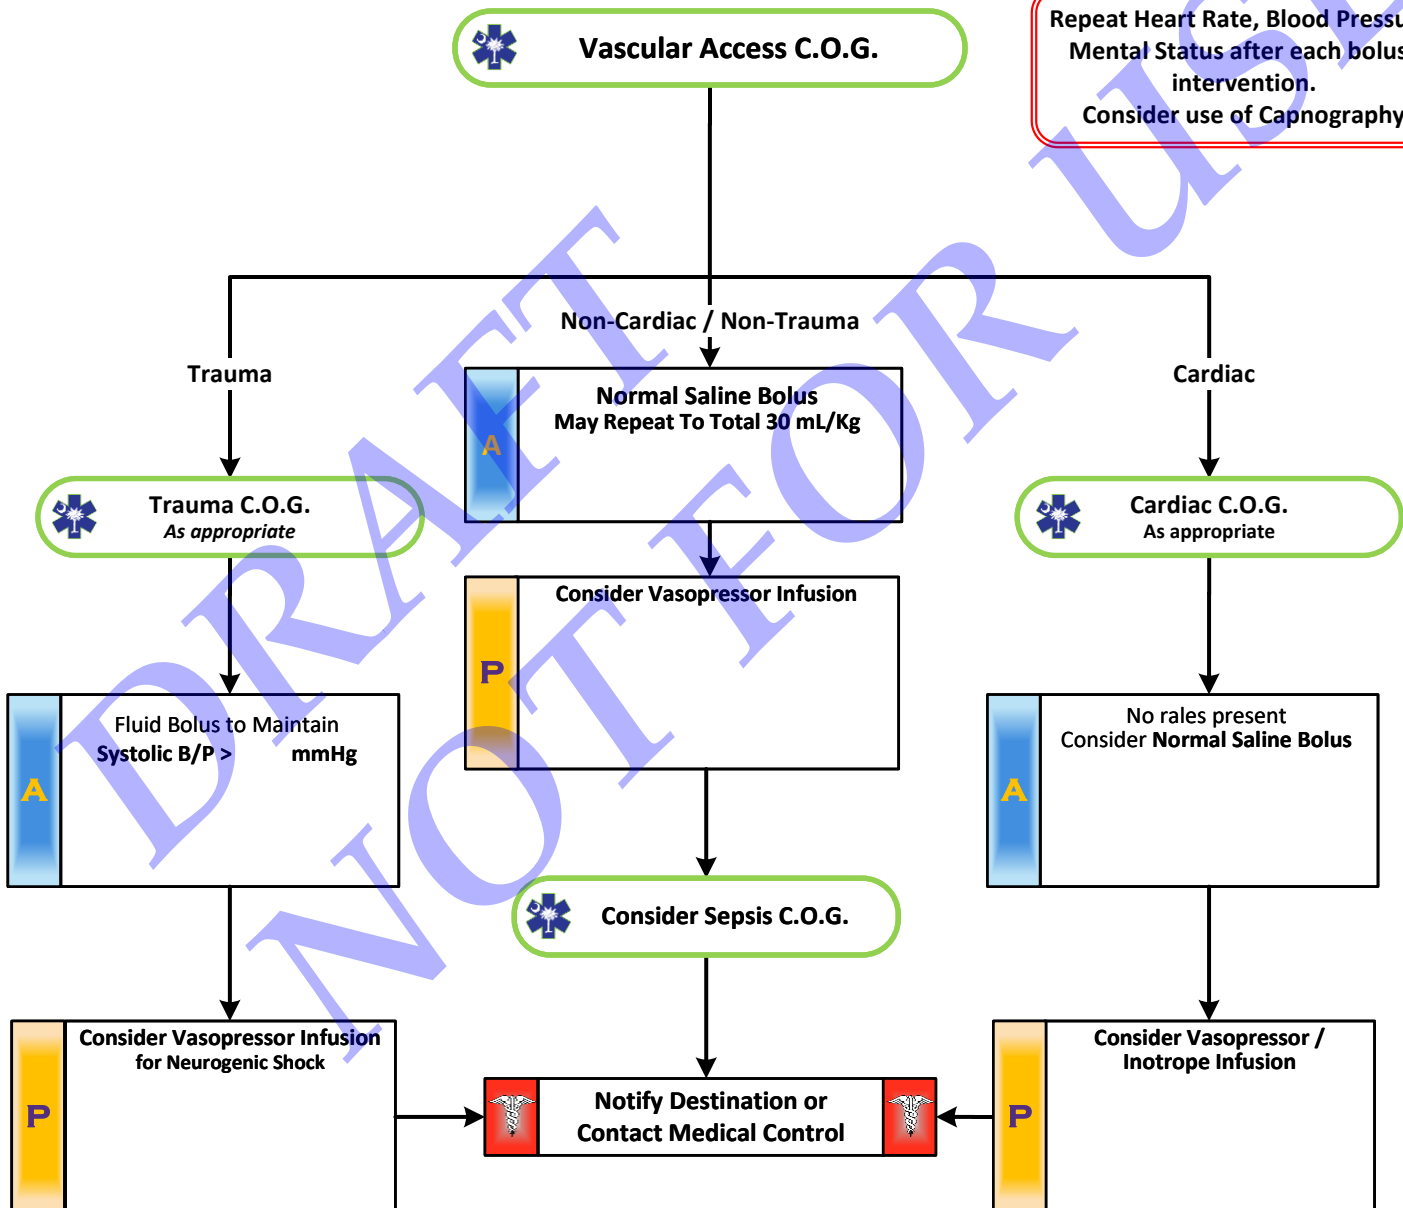 Vascular Access C.O.G.
Repeat Heart Rate, Blood
Mental Status after each bolus
intervention.
Consider use of Capnography
Non-Cardiac / Non-Trauma
Trauma
Cardiac
Normal Saline Bolus
May Repeat To Total 30 mL/Kg
A
Trauma C.O.G.
As appropriate
Cardiac C.O.G.
As appropriate
Consider Vasopressor Infusion
P
Fluid Bolus to Maintain
Systolic B/P > mmHg
A
No rales present
Consider Normal Saline Bolus
A
Consider Sepsis C.O.G.
Consider Vasopressor Infusion
for Neurogenic Shock
P
Notify Destination or
Contact Medical Control
Consider Vasopressor /
Inotrope Infusion
P
DRAFT
NOT FOR USE